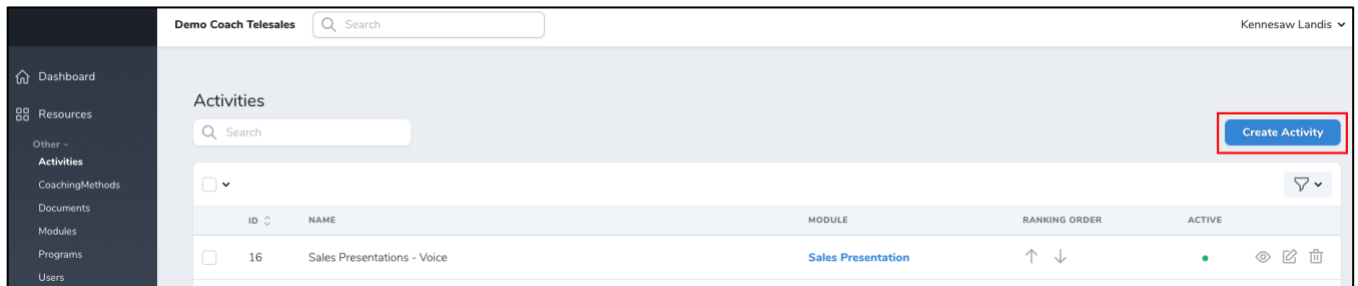 Demo Coach Telesales
Search
Kennesaw Landis
Dashboard
Resources
Other –
Activities
CoachingMethods
Documents
Modules
Programs
Users
Activities
Search
Create Activity
ID NAME MODULE RANKING ORDER ACTIVE
16 Sales Presentations - Voice Sales Presentation